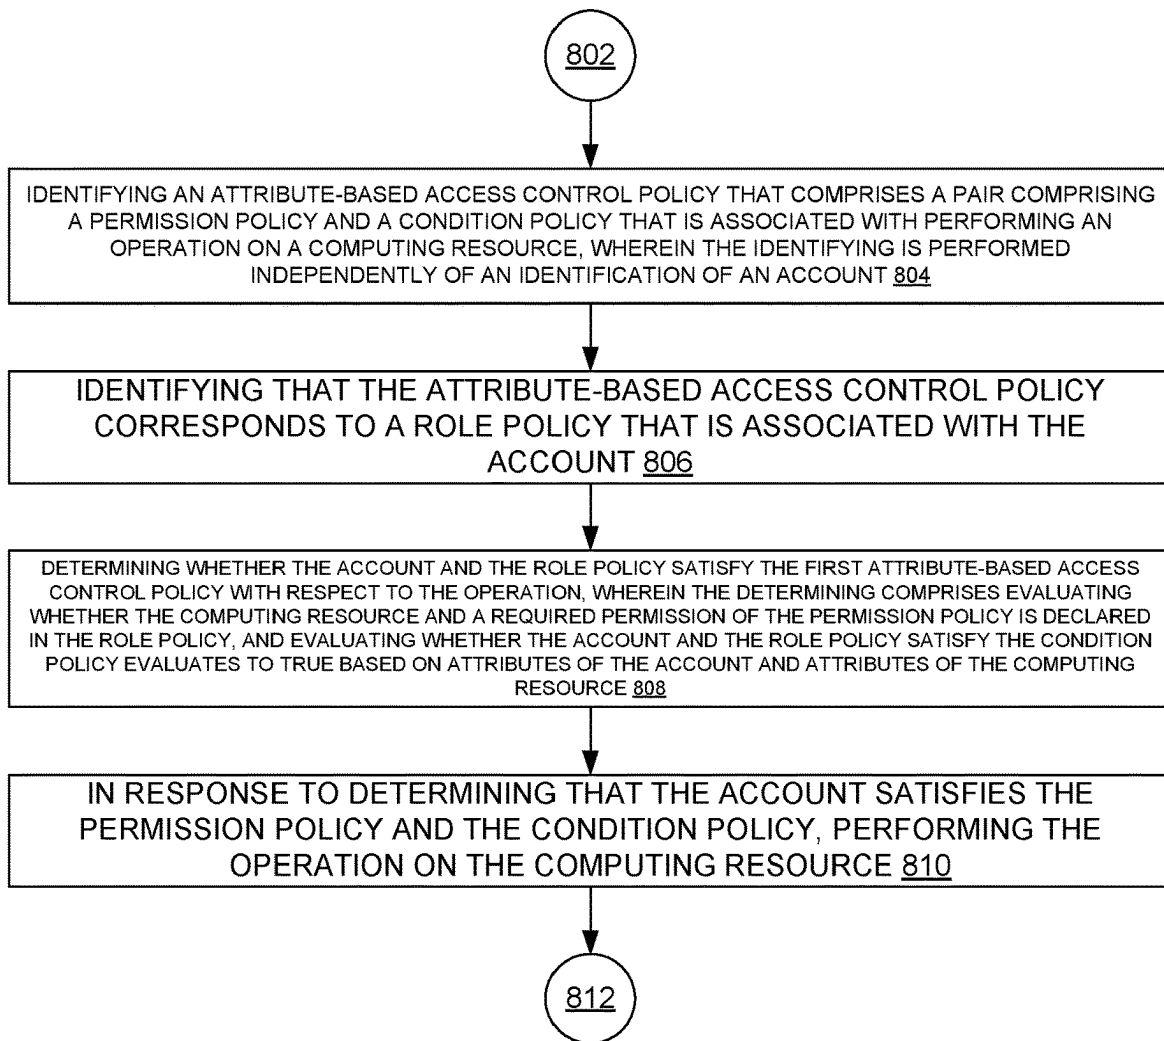 802
IDENTIFYING AN ATTRIBUTE-BASED ACCESS CONTROL POLICY THAT COMPRISES A PAIR COMPRISING
A PERMISSION POLICY AND A CONDITION POLICY THAT IS ASSOCIATED WITH PERFORMING AN
OPERATION ON A COMPUTING RESOURCE, WHEREIN THE IDENTIFYING IS PERFORMED
INDEPENDENTLY OF AN IDENTIFICATION OF AN ACCOUNT 804
IDENTIFYING THAT THE ATTRIBUTE-BASED ACCESS CONTROL POLICY
CORRESPONDS TO A ROLE POLICY THAT IS ASSOCIATED WITH THE
ACCOUNT 806
DETERMINING WHETHER THE ACCOUNT AND THE ROLE POLICY SATISFY THE FIRST ATTRIBUTE-BASED ACCESS
CONTROL POLICY WITH RESPECT TO THE OPERATION, WHEREIN THE DETERMINING COMPRISES EVALUATING
WHETHER THE COMPUTING RESOURCE AND A REQUIRED PERMISSION OF THE PERMISSION POLICY IS DECLARED
IN THE ROLE POLICY, AND EVALUATING WHETHER THE ACCOUNT AND THE ROLE POLICY SATISFY THE CONDITION
POLICY EVALUATES TO TRUE BASED ON ATTRIBUTES OF THE ACCOUNT AND ATTRIBUTES OF THE COMPUTING
RESOURCE 808
IN RESPONSE TO DETERMINING THAT THE ACCOUNT SATISFIES THE
PERMISSION POLICY AND THE CONDITION POLICY, PERFORMING THE
OPERATION ON THE COMPUTING RESOURCE 810
812